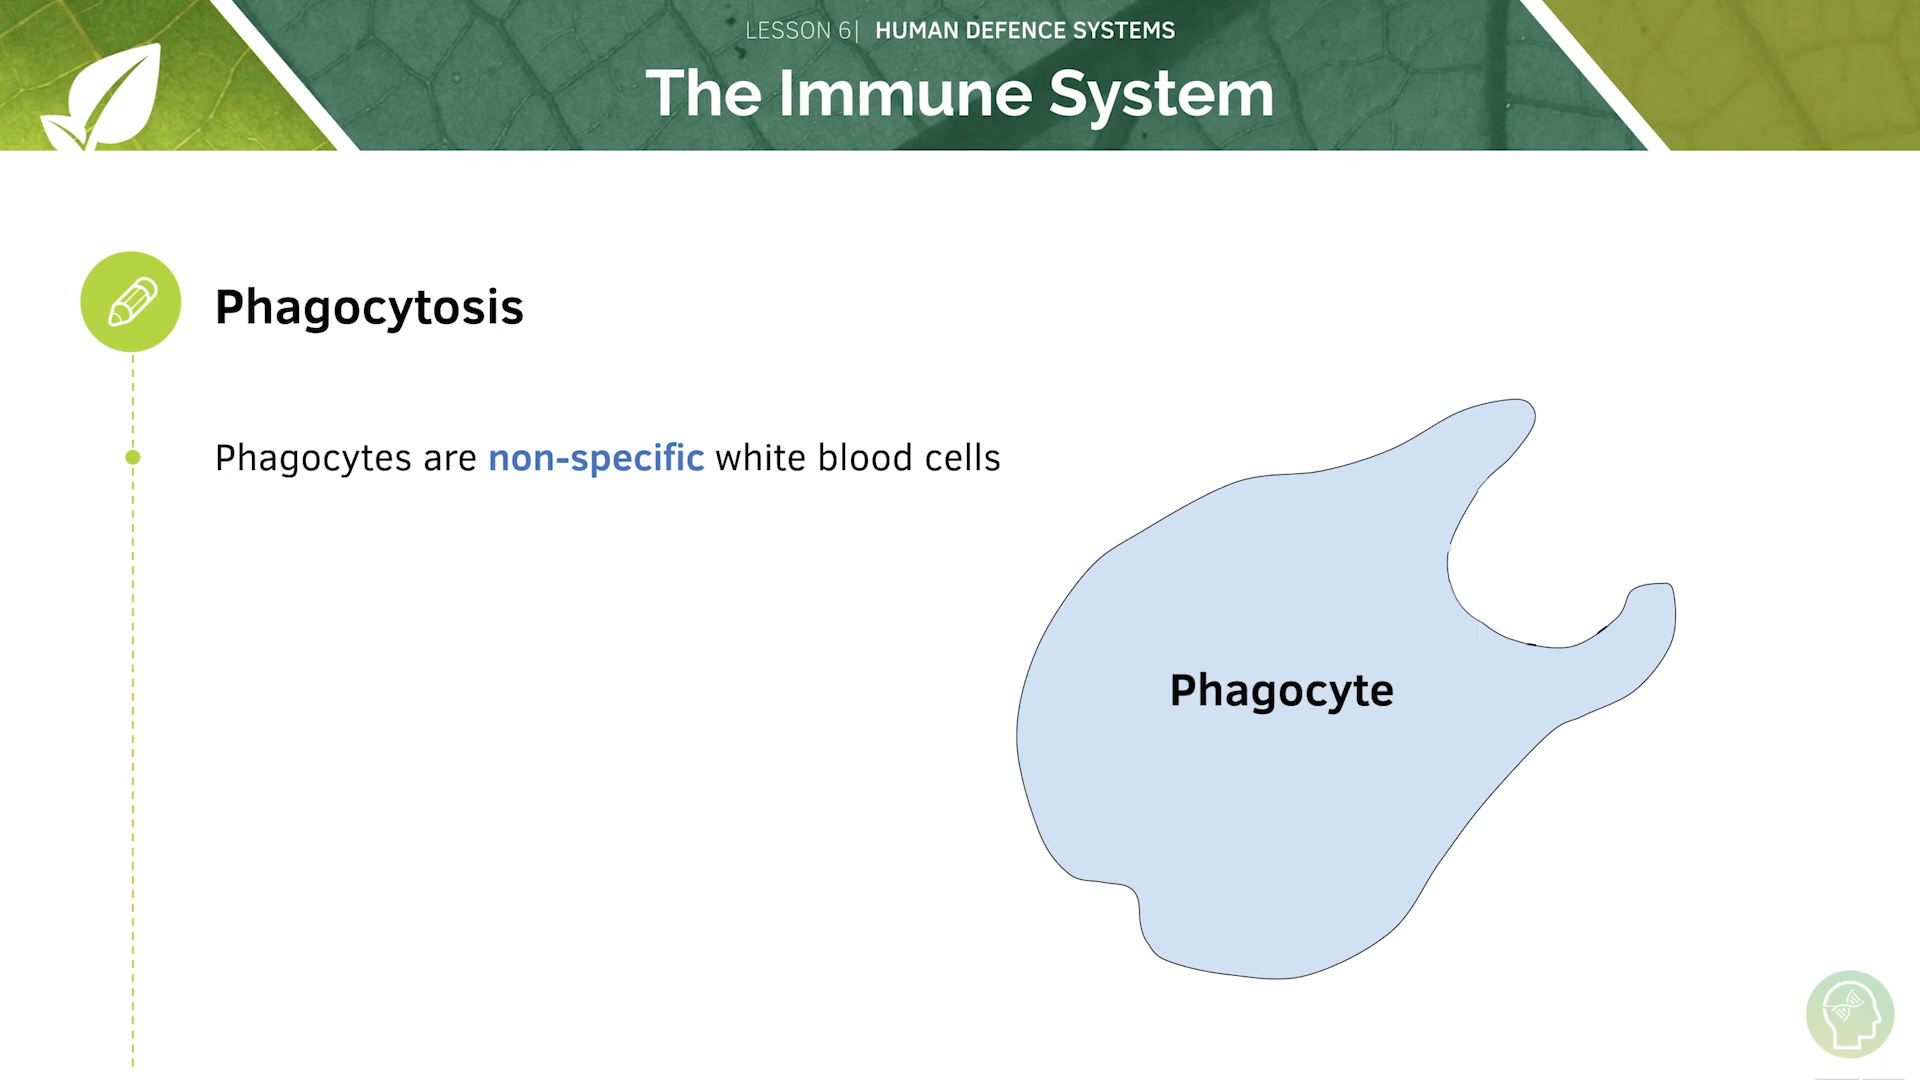 LESSON 6| HUMAN DEFENCE SYSTEMS
The Immune System
Phagocytosis
Phagocytes are non-specific white blood cells
Phagocyte